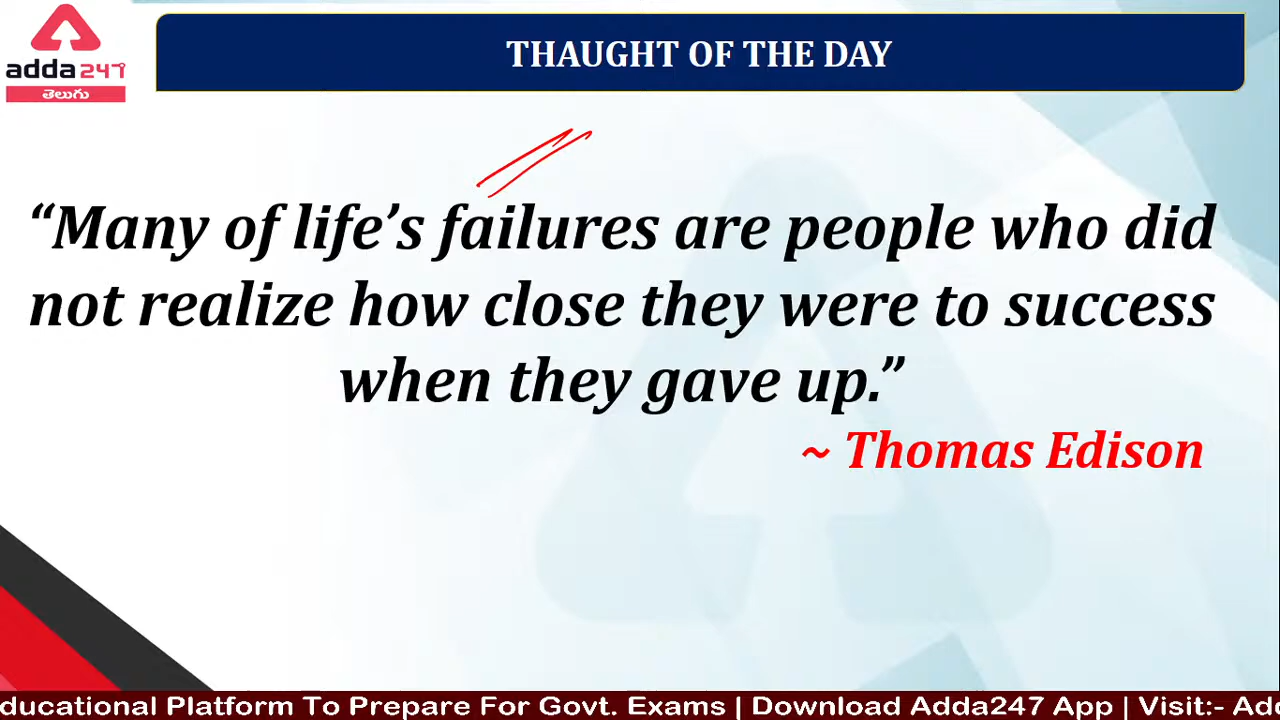 THAUGHT OF THE DAY
adda247
తెలుగు
“Many of life’s failures are people who did
not realize how close they were to success
when they gave up.”
~ Thomas Edison
ducational Platform To Prepare For Govt. Exams | Download Adda247 App | Visit:- Ad